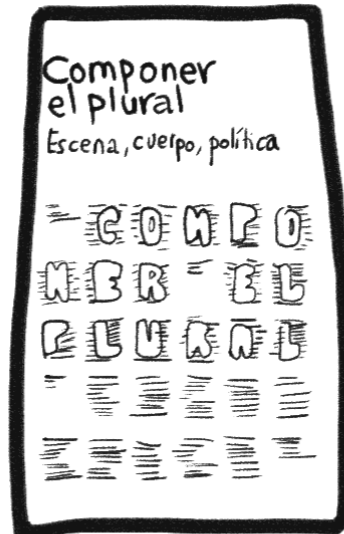 Componer
el plural
Escena, cuerpo, política
COMPO
NER EL
PLURAL